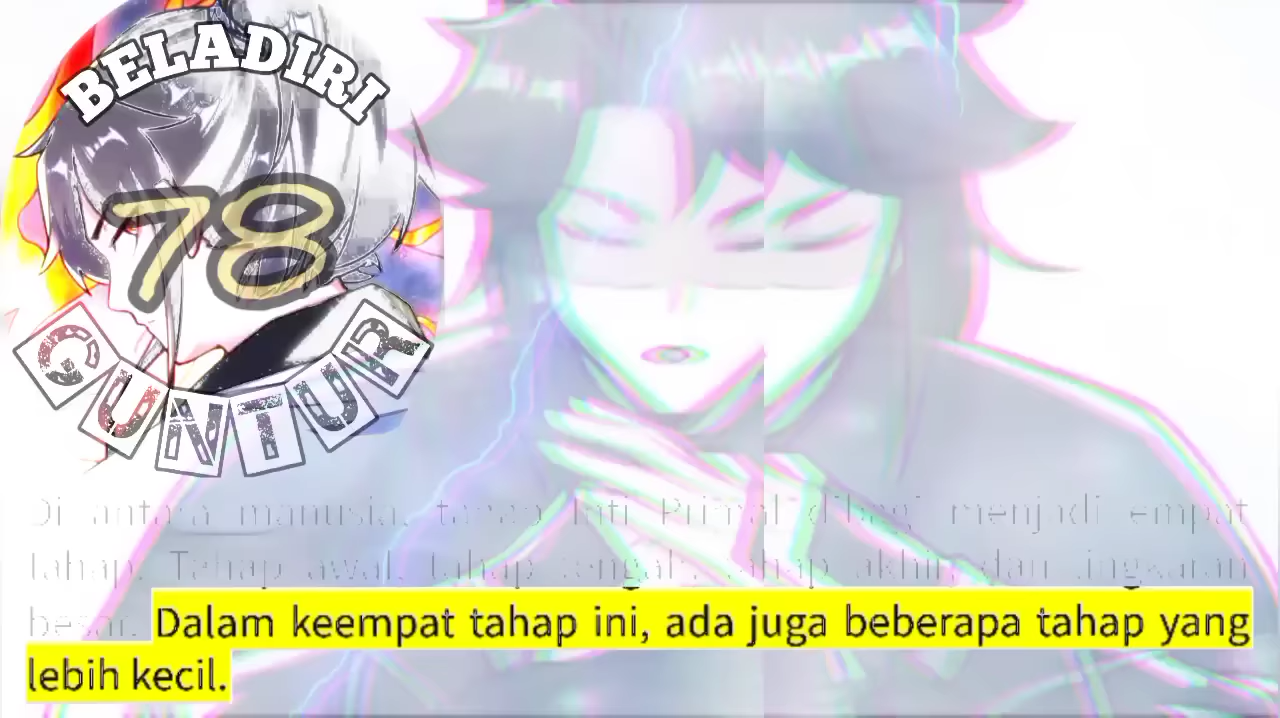 BELADIRI
78
GUNTUR
Di antara manusia, tahap Inti Primal dibagi menjadi empat
tahap. Tahap awal, tahap tengah, tahap akhir, dan lingkaran
besar. Dalam keempat tahap ini, ada juga beberapa tahap yang
lebih kecil.